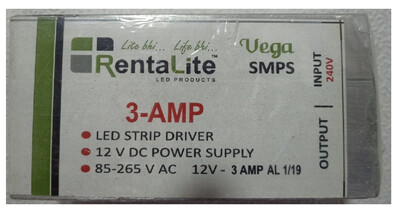 Lite bhi... Life bhi...
RentaLite™
LED PRODUCTS
Vega
SMPS
3-AMP
LED STRIP DRIVER
12 V DC POWER SUPPLY
85-265 V AC 12V - 3 AMP AL 1/19
OUTPUT | INPUT
240V